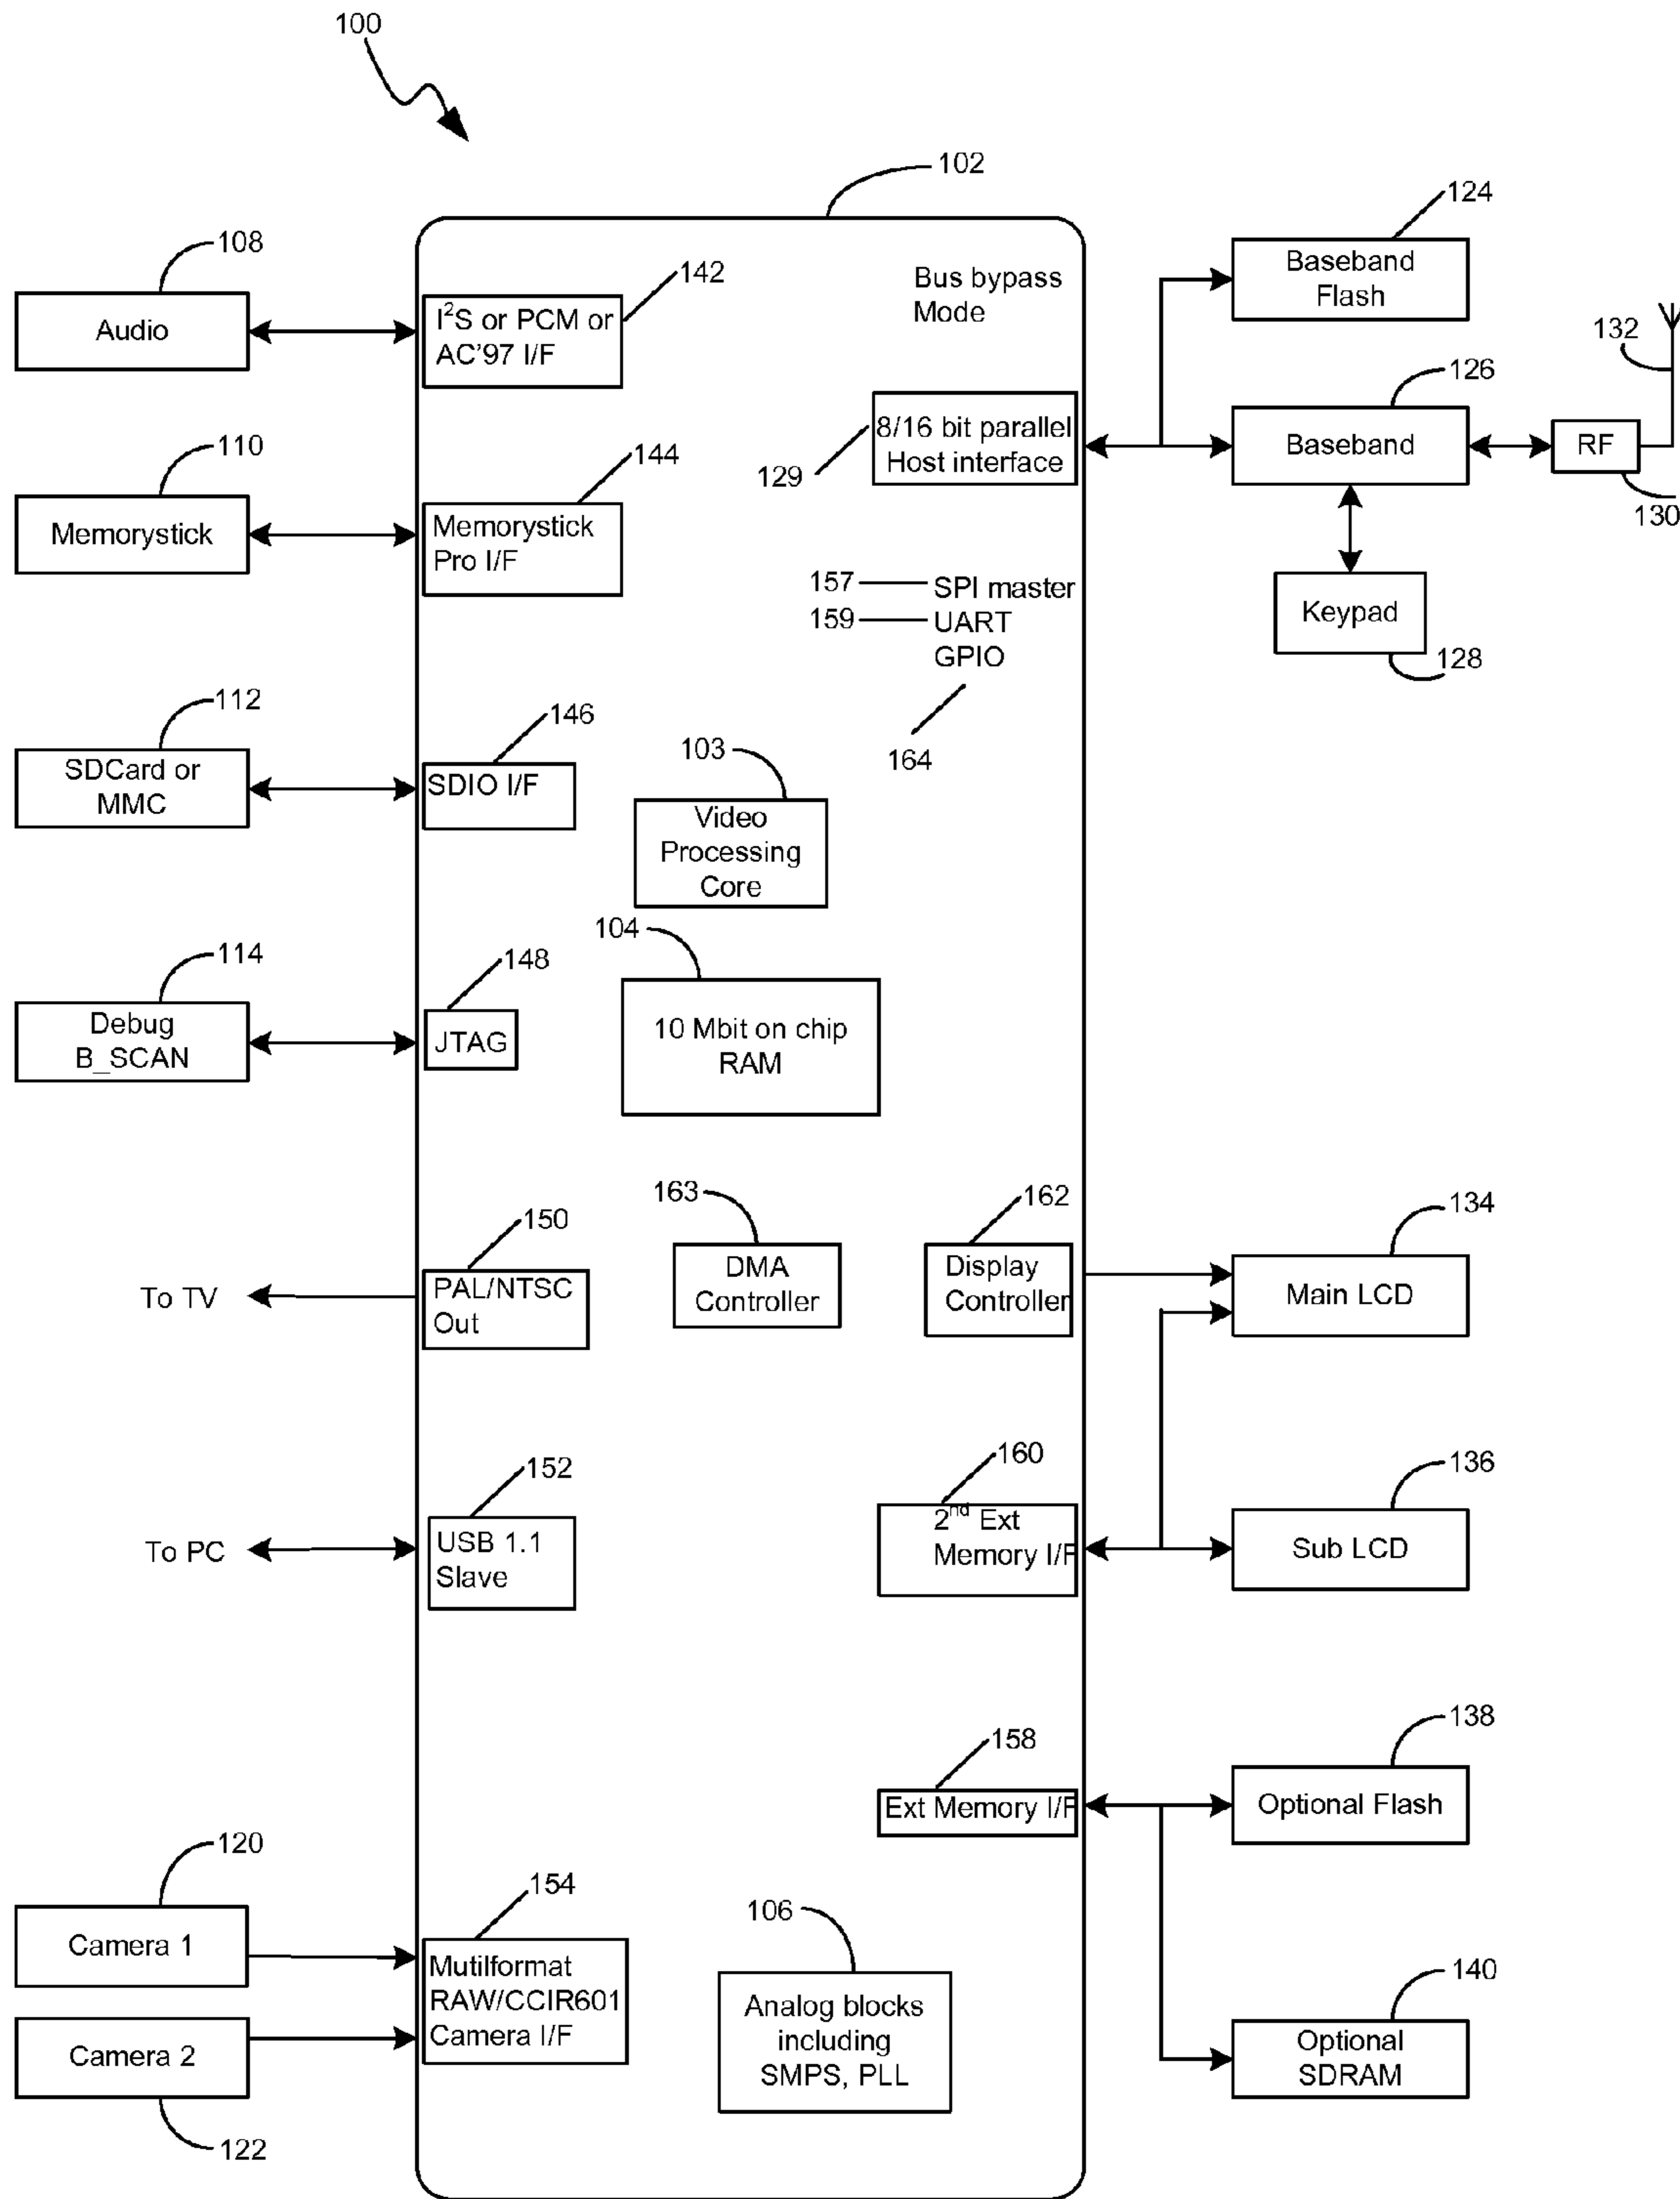 100
102
108
Audio
142
I²S or PCM or
AC'97 I/F
Bus bypass
Mode
124
Baseband
Flash
132
126
8/16 bit parallel
Host interface
129
Baseband
RF
130
110
Memorystick
144
Memorystick
Pro I/F
157
SPI master
159
UART
GPIO
164
Keypad
128
112
SDCard or
MMC
146
SDIO I/F
103
Video
Processing
Core
104
10 Mbit on chip
RAM
114
Debug
B_SCAN
148
JTAG
163
DMA
Controller
162
Display
Controller
134
Main LCD
150
To TV
PAL/NTSC
Out
152
To PC
USB 1.1
Slave
160
2nd Ext
Memory I/F
136
Sub LCD
158
Ext Memory I/F
138
Optional Flash
120
Camera 1
154
Mutilformat
RAW/CCIR601
Camera I/F
Camera 2
122
106
Analog blocks
including
SMPS, PLL
140
Optional
SDRAM